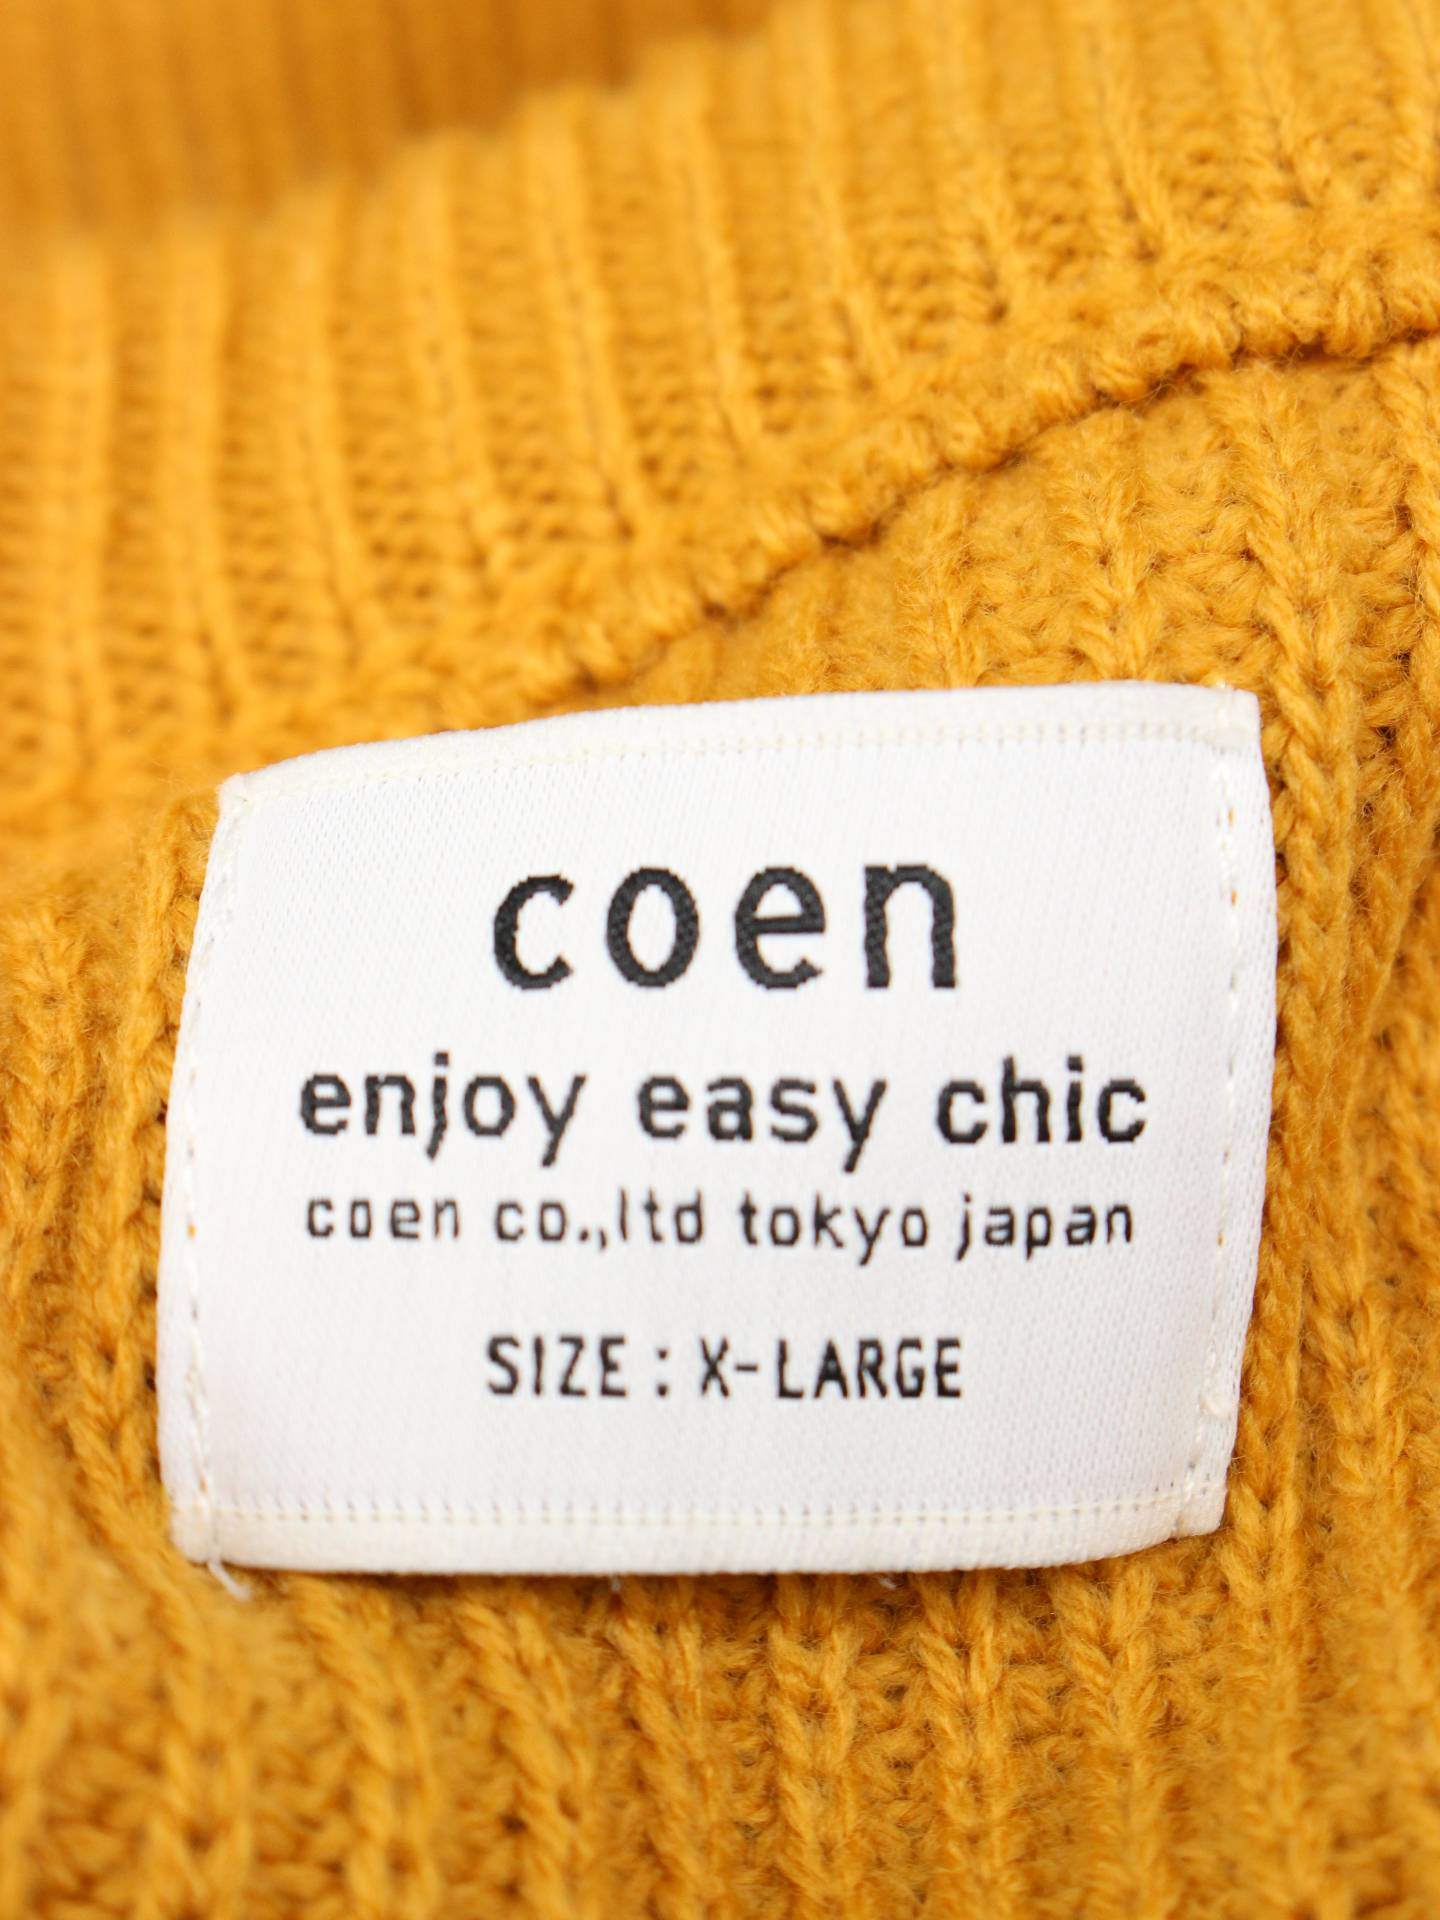 coen
enjoy easy chic
coen co.,ltd tokyo japan
SIZE : X-LARGE